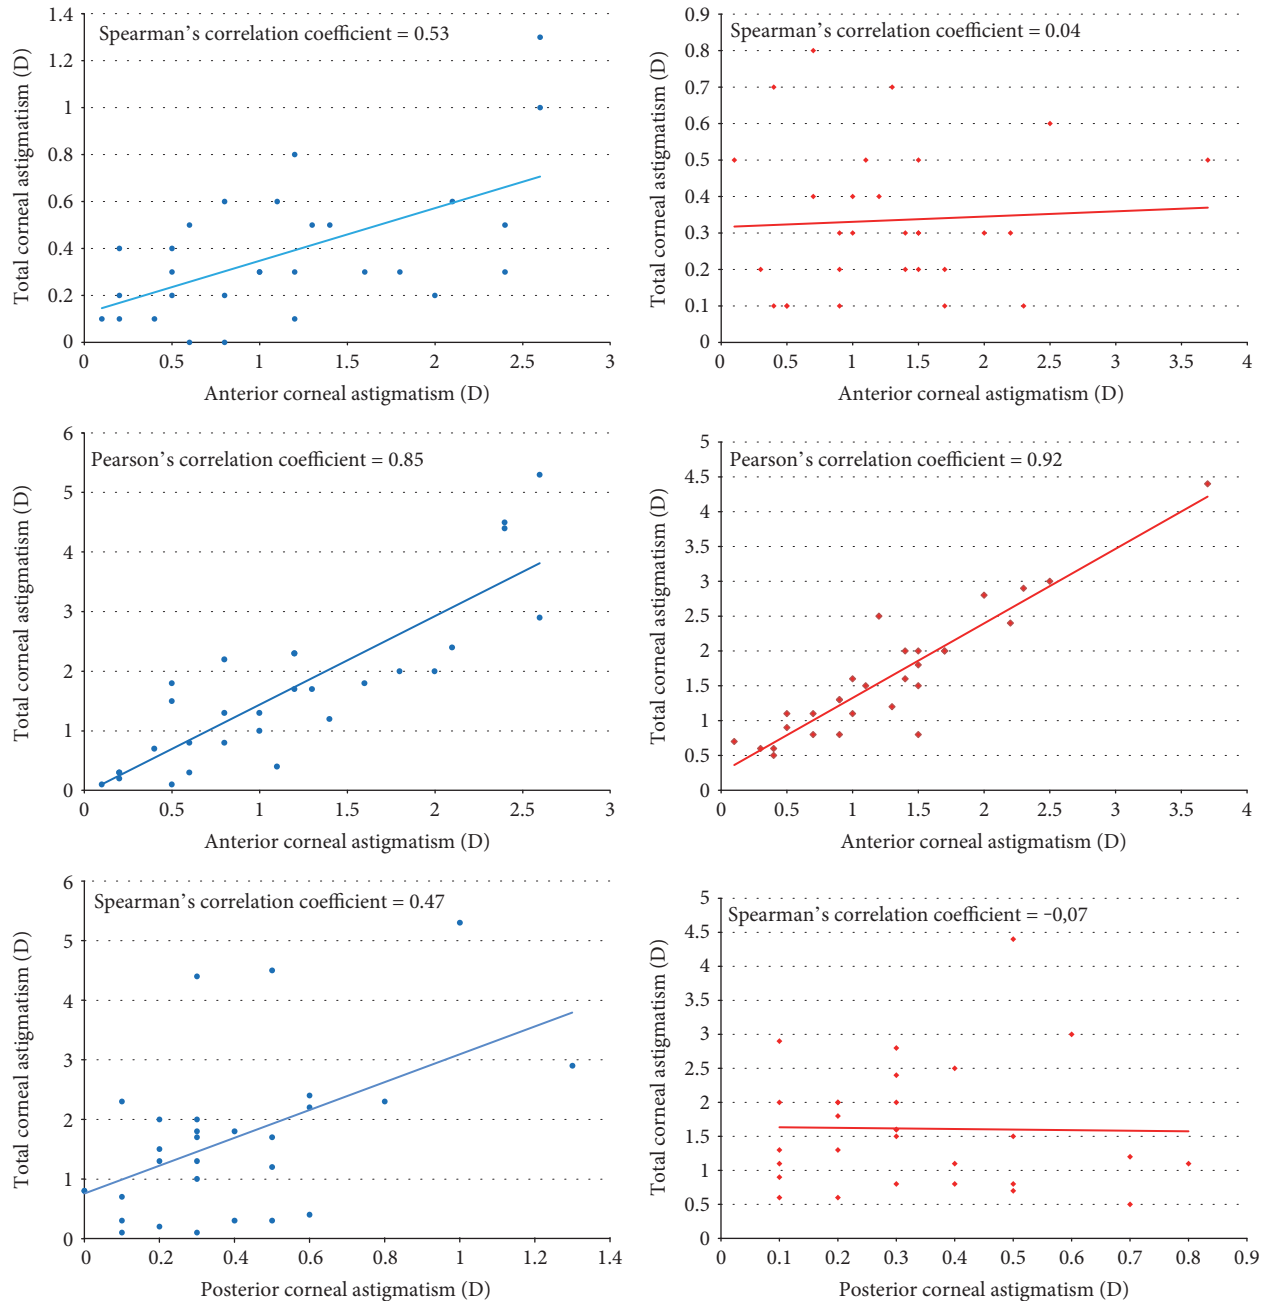 Spearman's correlation coefficient = 0.53
Total corneal astigmatism (D)
1.4
1.2
1
0.8
0.6
0.4
0.2
0
0 0.5 1 1.5 2 2.5 3
Anterior corneal astigmatism (D)
Spearman's correlation coefficient = 0.04
Total corneal astigmatism (D)
0.9
0.8
0.7
0.6
0.5
0.4
0.3
0.2
0.1
0
0 0.5 1 1.5 2 2.5 3 3.5 4
Anterior corneal astigmatism (D)
Pearson's correlation coefficient = 0.85
Total corneal astigmatism (D)
6
5
4
3
2
1
0
0 0.5 1 1.5 2 2.5 3
Anterior corneal astigmatism (D)
Pearson's correlation coefficient = 0.92
Total corneal astigmatism (D)
5
4.5
4
3.5
3
2.5
2
1.5
1
0.5
0
0 0.5 1 1.5 2 2.5 3 3.5 4
Anterior corneal astigmatism (D)
Spearman's correlation coefficient = 0.47
Total corneal astigmatism (D)
6
5
4
3
2
1
0
0 0.2 0.4 0.6 0.8 1 1.2 1.4
Posterior corneal astigmatism (D)
Spearman's correlation coefficient = -0,07
Total corneal astigmatism (D)
5
4.5
4
3.5
3
2.5
2
1.5
1
0.5
0
0 0.1 0.2 0.3 0.4 0.5 0.6 0.7 0.8 0.9
Posterior corneal astigmatism (D)